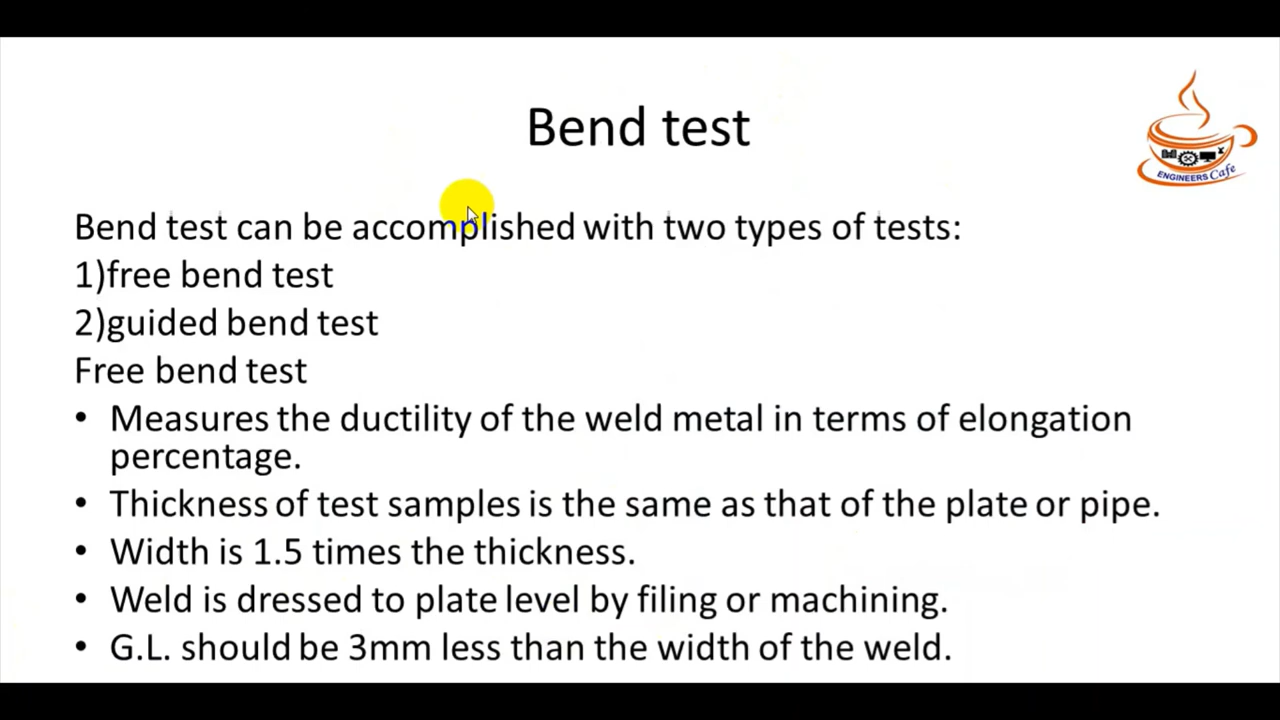 Bend test
ENGINEERS Cafe
Bend test can be accomplished with two types of tests:
1)free bend test
2)guided bend test
Free bend test
• Measures the ductility of the weld metal in terms of elongation
percentage.
• Thickness of test samples is the same as that of the plate or pipe.
• Width is 1.5 times the thickness.
• Weld is dressed to plate level by filing or machining.
• G.L. should be 3mm less than the width of the weld.